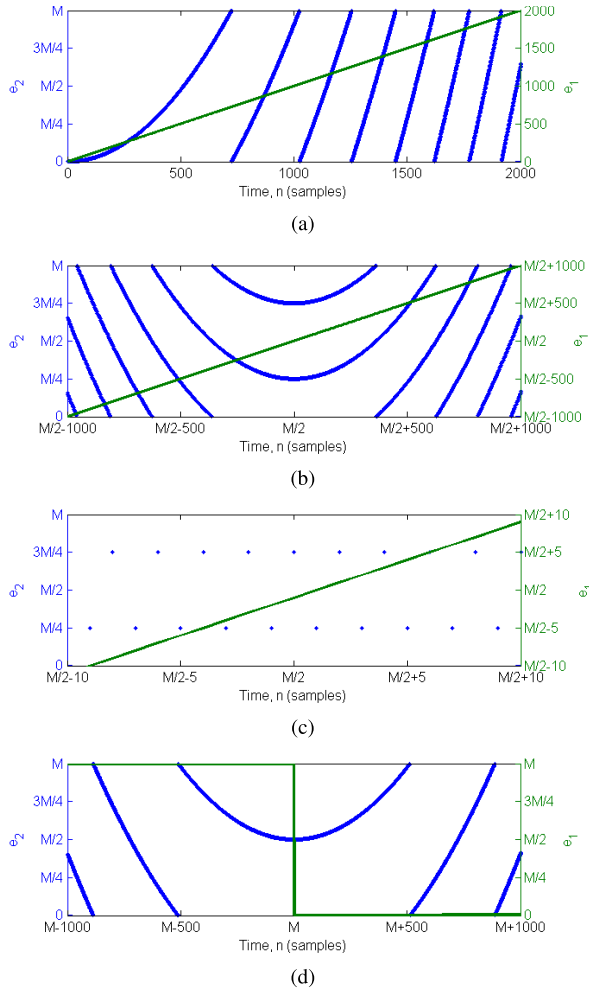 M
3M/4
M/2
M/4
0
e2
2000
1500
1000
500
0
e1
0 500 1000 1500 2000
Time, n (samples)
(a)
M
3M/4
M/2
M/4
0
e2
M/2+1000
M/2+500
M/2
M/2-500
M/2-1000
e1
M/2-1000 M/2-500 M/2 M/2+500 M/2+1000
Time, n (samples)
(b)
M
3M/4
M/2
M/4
0
e2
M/2+10
M/2+5
M/2
M/2-5
M/2-10
e1
M/2-10 M/2-5 M/2 M/2+5 M/2+10
Time, n (samples)
(c)
M
3M/4
M/2
M/4
0
e2
M
3M/4
M/2
M/4
0
e1
M-1000 M-500 M M+500 M+1000
Time, n (samples)
(d)